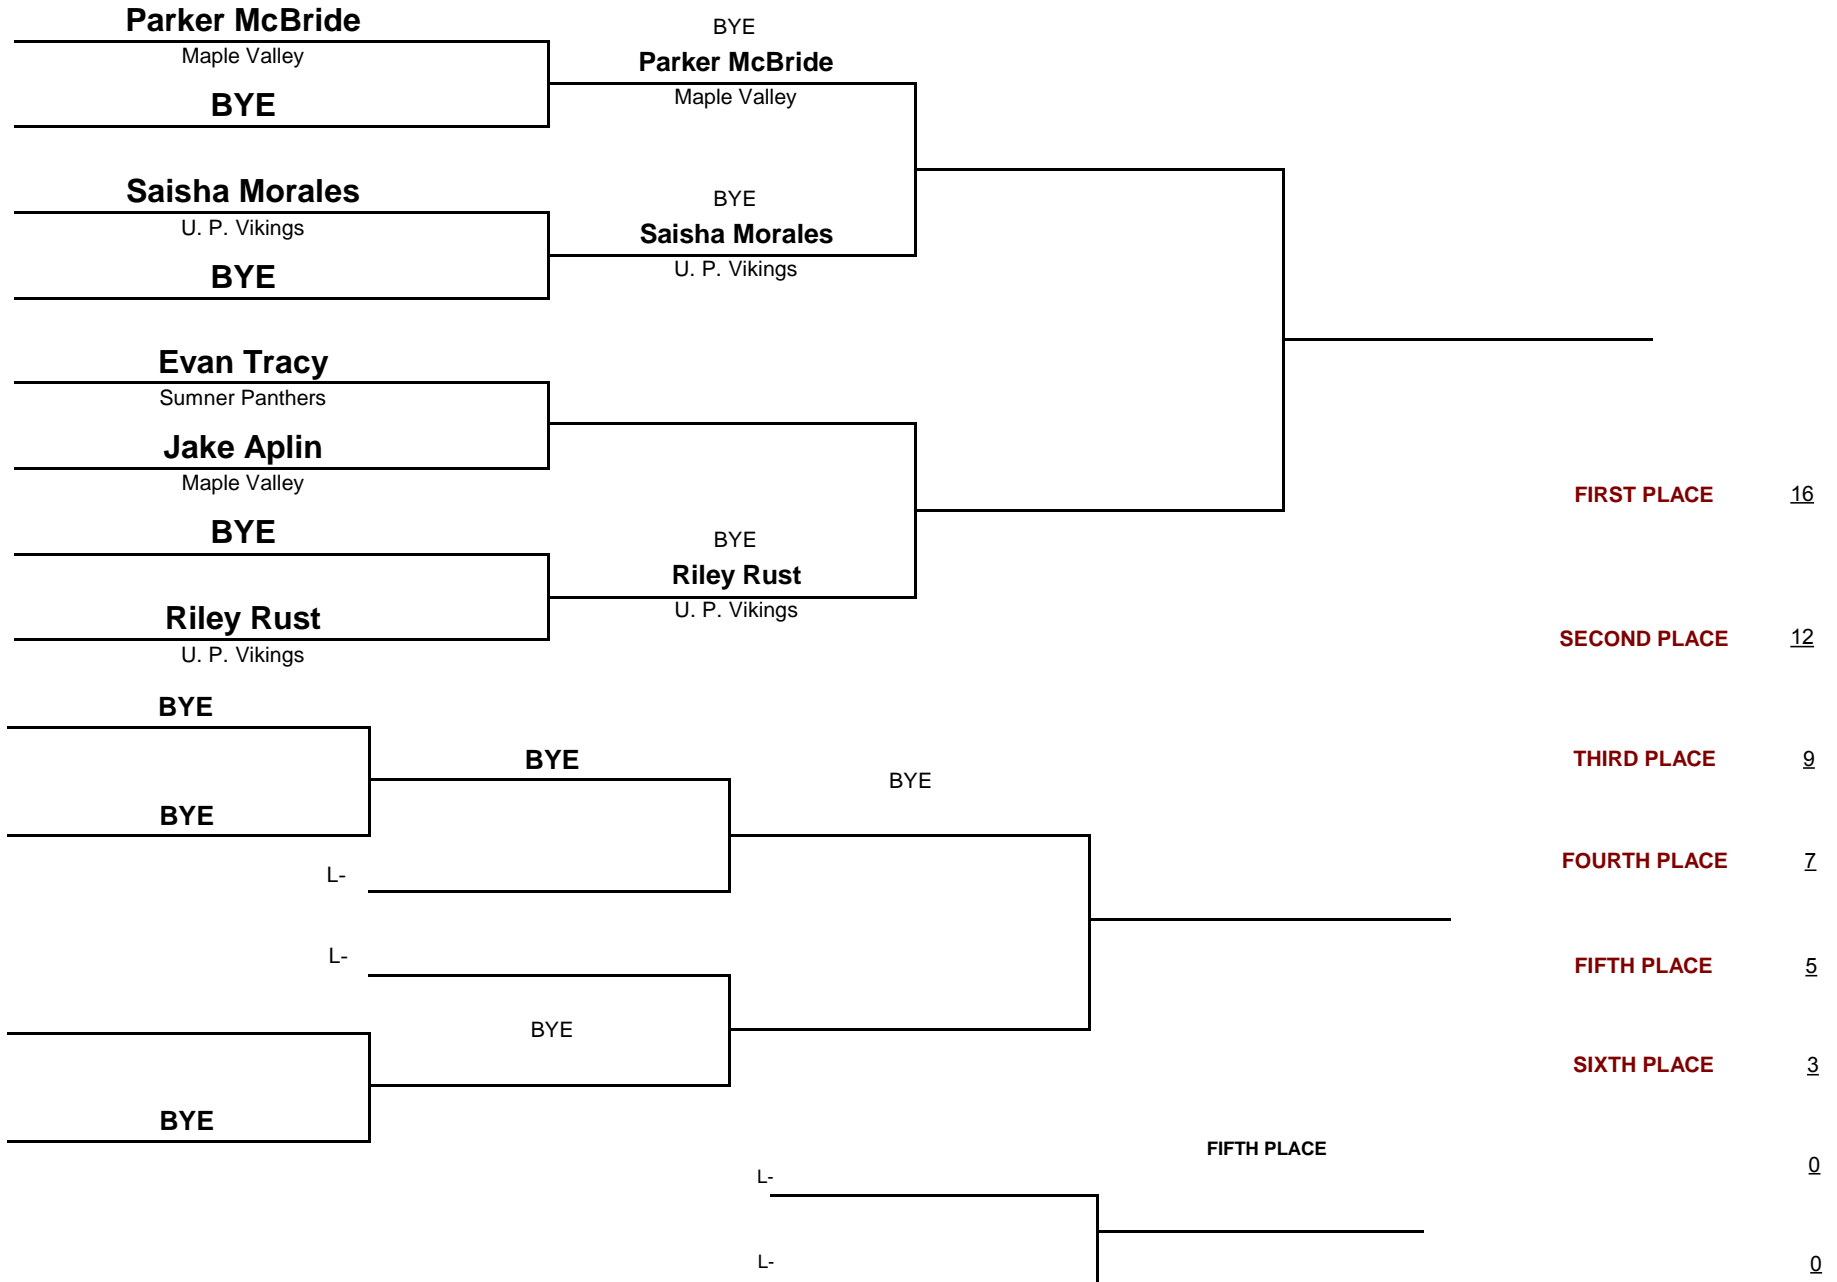 Parker McBride
Maple Valley
BYE
BYE
Parker McBride
Maple Valley
Saisha Morales
U. P. Vikings
BYE
BYE
Saisha Morales
U. P. Vikings
Evan Tracy
Sumner Panthers
Jake Aplin
Maple Valley
BYE
Riley Rust
U. P. Vikings
BYE
Riley Rust
U. P. Vikings
FIRST PLACE 16
SECOND PLACE 12
THIRD PLACE 9
FOURTH PLACE 7
FIFTH PLACE 5
SIXTH PLACE 3
0
0
BYE
BYE
BYE
L-
BYE
L-
BYE
BYE
FIFTH PLACE
L-
L-